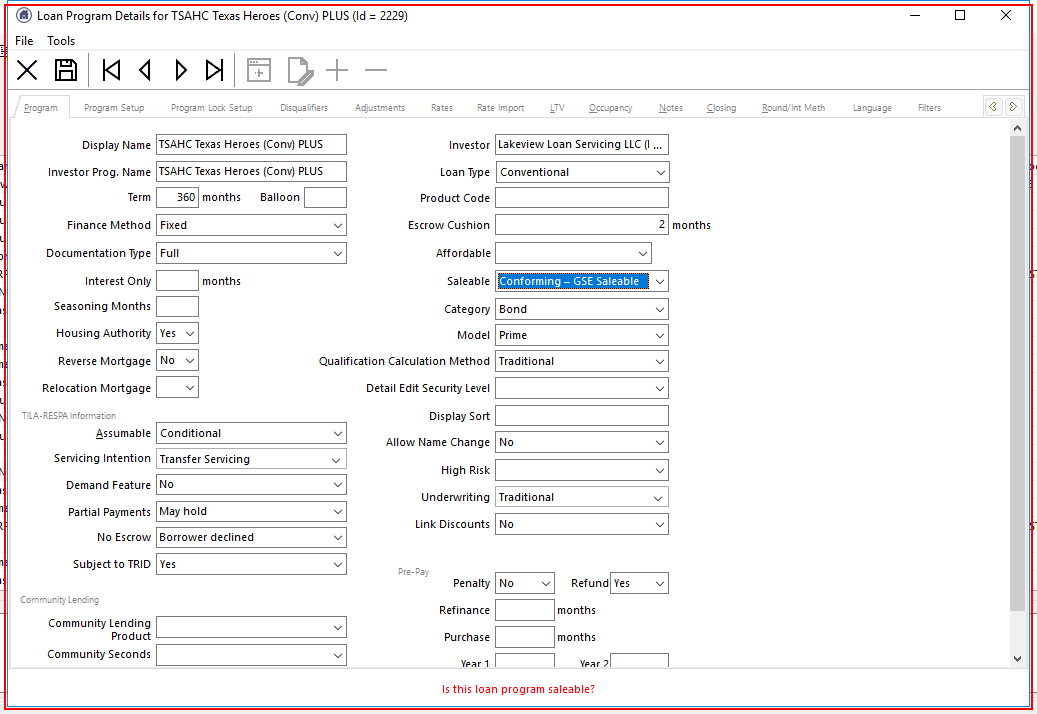 Loan Program Details for TSAHC Texas Heroes (Conv) PLUS (Id = 2229)
File Tools
Program Program Setup Program Lock Setup Disqualifiers Adjustments Rates Rate Import LTV Occupancy Notes Closing Round/Int Meth Language Filters
Display Name TSAHC Texas Heroes (Conv) PLUS
Investor Prog. Name TSAHC Texas Heroes (Conv) PLUS
Term 360 months Balloon
Finance Method Fixed
Documentation Type Full
Interest Only months
Seasoning Months
Housing Authority Yes
Reverse Mortgage No
Relocation Mortgage
TILA-RESPA Information
Assumable Conditional
Servicing Intention Transfer Servicing
Demand Feature No
Partial Payments May hold
No Escrow Borrower declined
Subject to TRID Yes
Community Lending
Community Lending
Product
Community Seconds
Investor Lakeview Loan Servicing LLC (I ...
Loan Type Conventional
Product Code
Escrow Cushion 2 months
Affordable
Saleable Conforming – GSE Saleable
Category Bond
Model Prime
Qualification Calculation Method Traditional
Detail Edit Security Level
Display Sort
Allow Name Change No
High Risk
Underwriting Traditional
Link Discounts No
Pre-Pay
Penalty No Refund Yes
Refinance months
Purchase months
Year 1 Year 2
Is this loan program saleable?